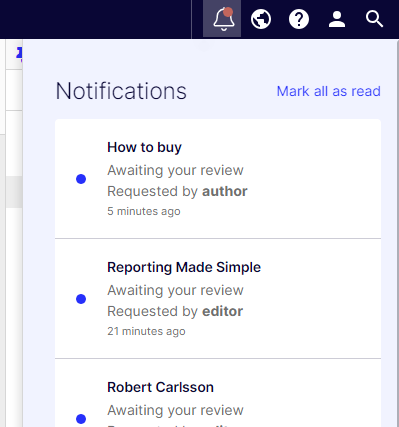 Notifications
Mark all as read
How to buy
Awaiting your review
Requested by author
5 minutes ago
Reporting Made Simple
Awaiting your review
Requested by editor
21 minutes ago
Robert Carlsson
Awaiting your review